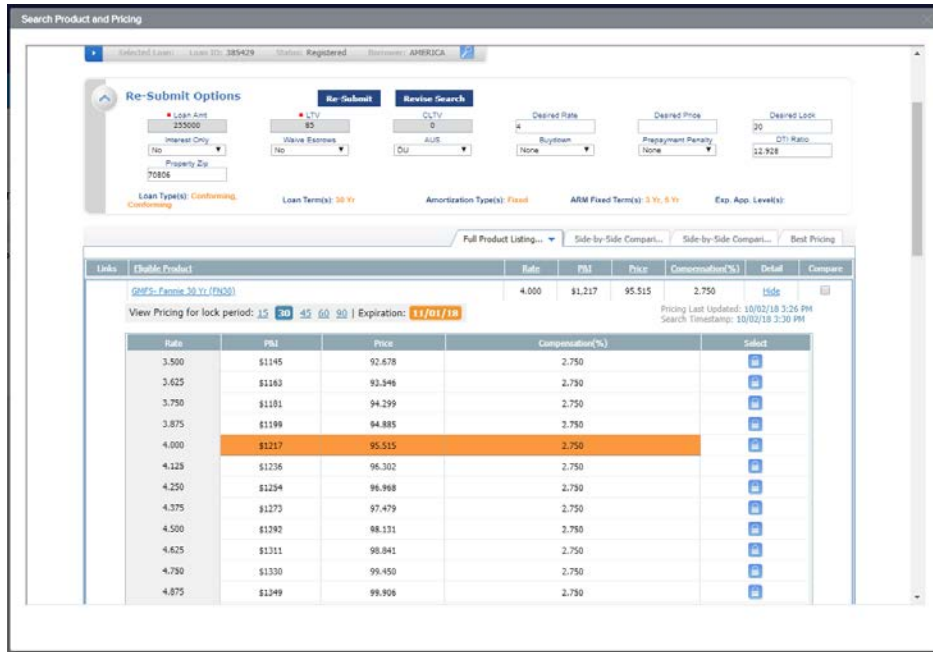 Search Product and Pricing
Selected Loan: Loan ID: 385429 Status: Registered Borrower: AMERICA
Re-Submit Options Re-Submit Revise Search
Loan Amt LTV CLTV Desired Rate Desired Price Desired Lock
255000 85 0 4 30
Interest Only Waive Escrows AUS Buydown Prepayment Penalty DTI Ratio
No No DU None None 12.928
Property Zip
70806
Loan Type(s): Conforming, Conforming Loan Term(s): 30 Yr Amortization Type(s): Fixed ARM Fixed Term(s): 3 Yr, 5 Yr Exp. App. Level(s):
Full Product Listing... Side-by-Side Compari... Side-by-Side Compari... Best Pricing
Links Eligible Product Rate P&I Price Compensation(%) Detail Compare
GMFS- Fannie 30 Yr (FN30) 4.000 $1,217 95.515 2.750 Hide
View Pricing for lock period: 15 30 45 60 90 | Expiration: 11/01/18 Pricing Last Updated: 10/02/18 3:26 PM
Search Timestamp: 10/02/18 3:30 PM
Rate P&I Price Compensation(%) Select
3.500 $1145 92.678 2.750
3.625 $1163 93.546 2.750
3.750 $1181 94.299 2.750
3.875 $1199 94.885 2.750
4.000 $1217 95.515 2.750
4.125 $1236 96.302 2.750
4.250 $1254 96.968 2.750
4.375 $1273 97.479 2.750
4.500 $1292 98.131 2.750
4.625 $1311 98.841 2.750
4.750 $1330 99.450 2.750
4.875 $1349 99.906 2.750